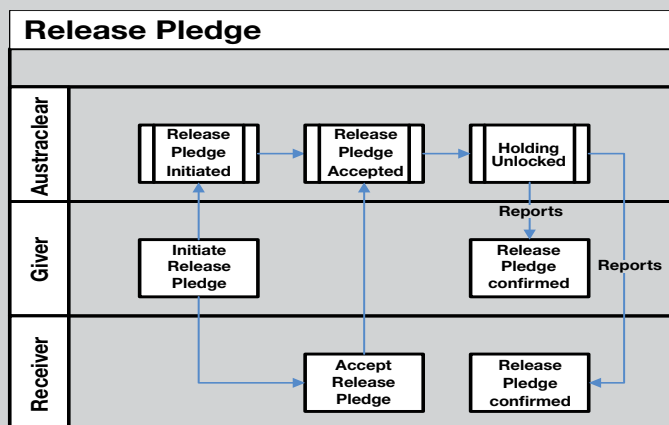 Release Pledge
Austraclear
Release
Pledge
Initiated
Release
Pledge
Accepted
Holding
Unlocked
Reports
Giver
Initiate
Release
Pledge
Release
Pledge
confirmed
Reports
Receiver
Accept
Release
Pledge
Release
Pledge
confirmed